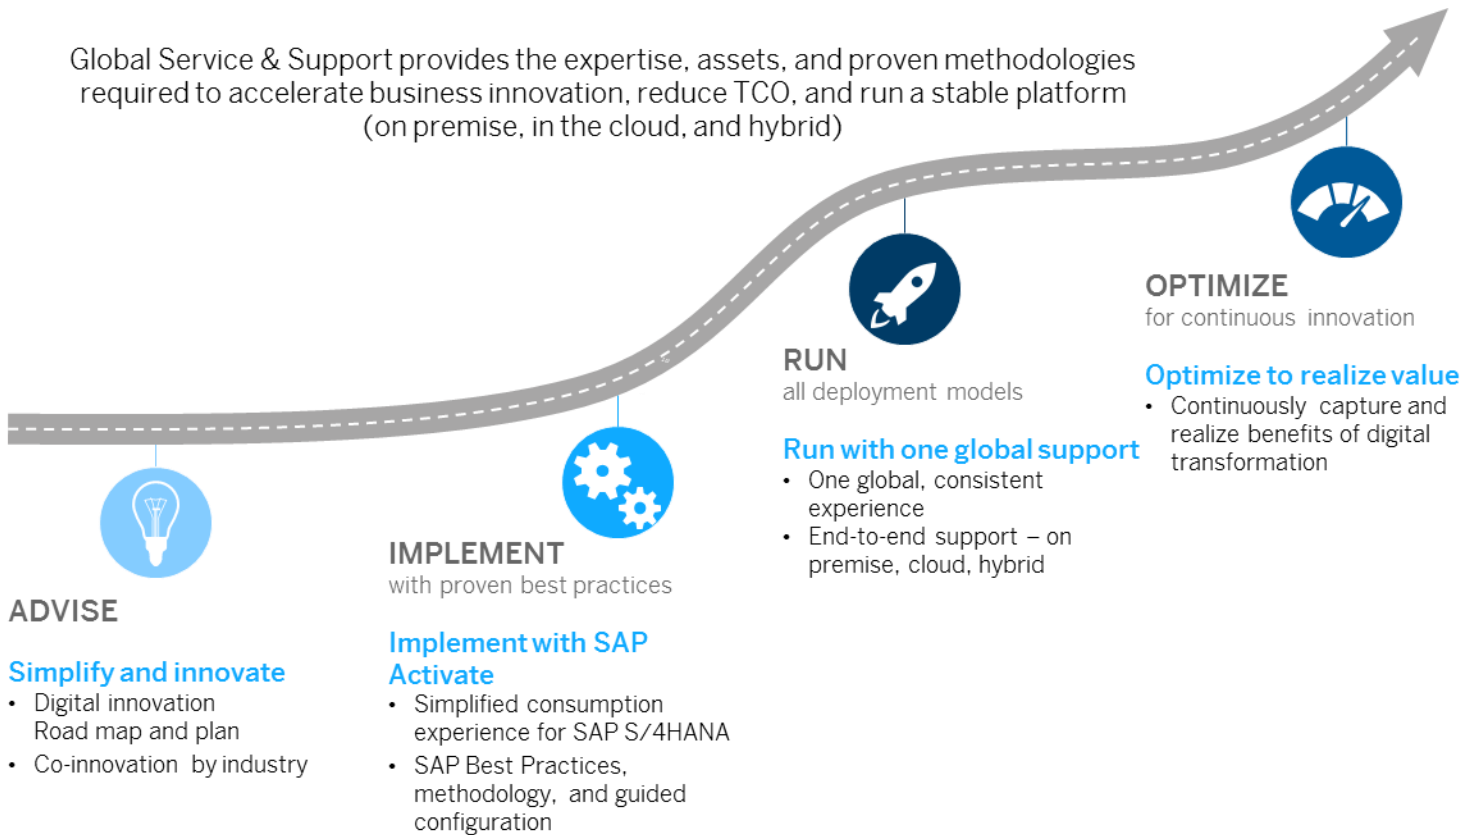 Global Service & Support provides the expertise, assets, and proven methodologies
required to accelerate business innovation, reduce TCO, and run a stable platform
(on premise, in the cloud, and hybrid)
ADVISE
Simplify and innovate
• Digital innovation
Road map and plan
• Co-innovation by industry
IMPLEMENT
with proven best practices
Implement with SAP
Activate
• Simplified consumption
experience for SAP S/4HANA
• SAP Best Practices,
methodology, and guided
configuration
RUN
all deployment models
Run with one global support
• One global, consistent
experience
• End-to-end support – on
premise, cloud, hybrid
OPTIMIZE
for continuous innovation
Optimize to realize value
• Continuously capture and
realize benefits of digital
transformation